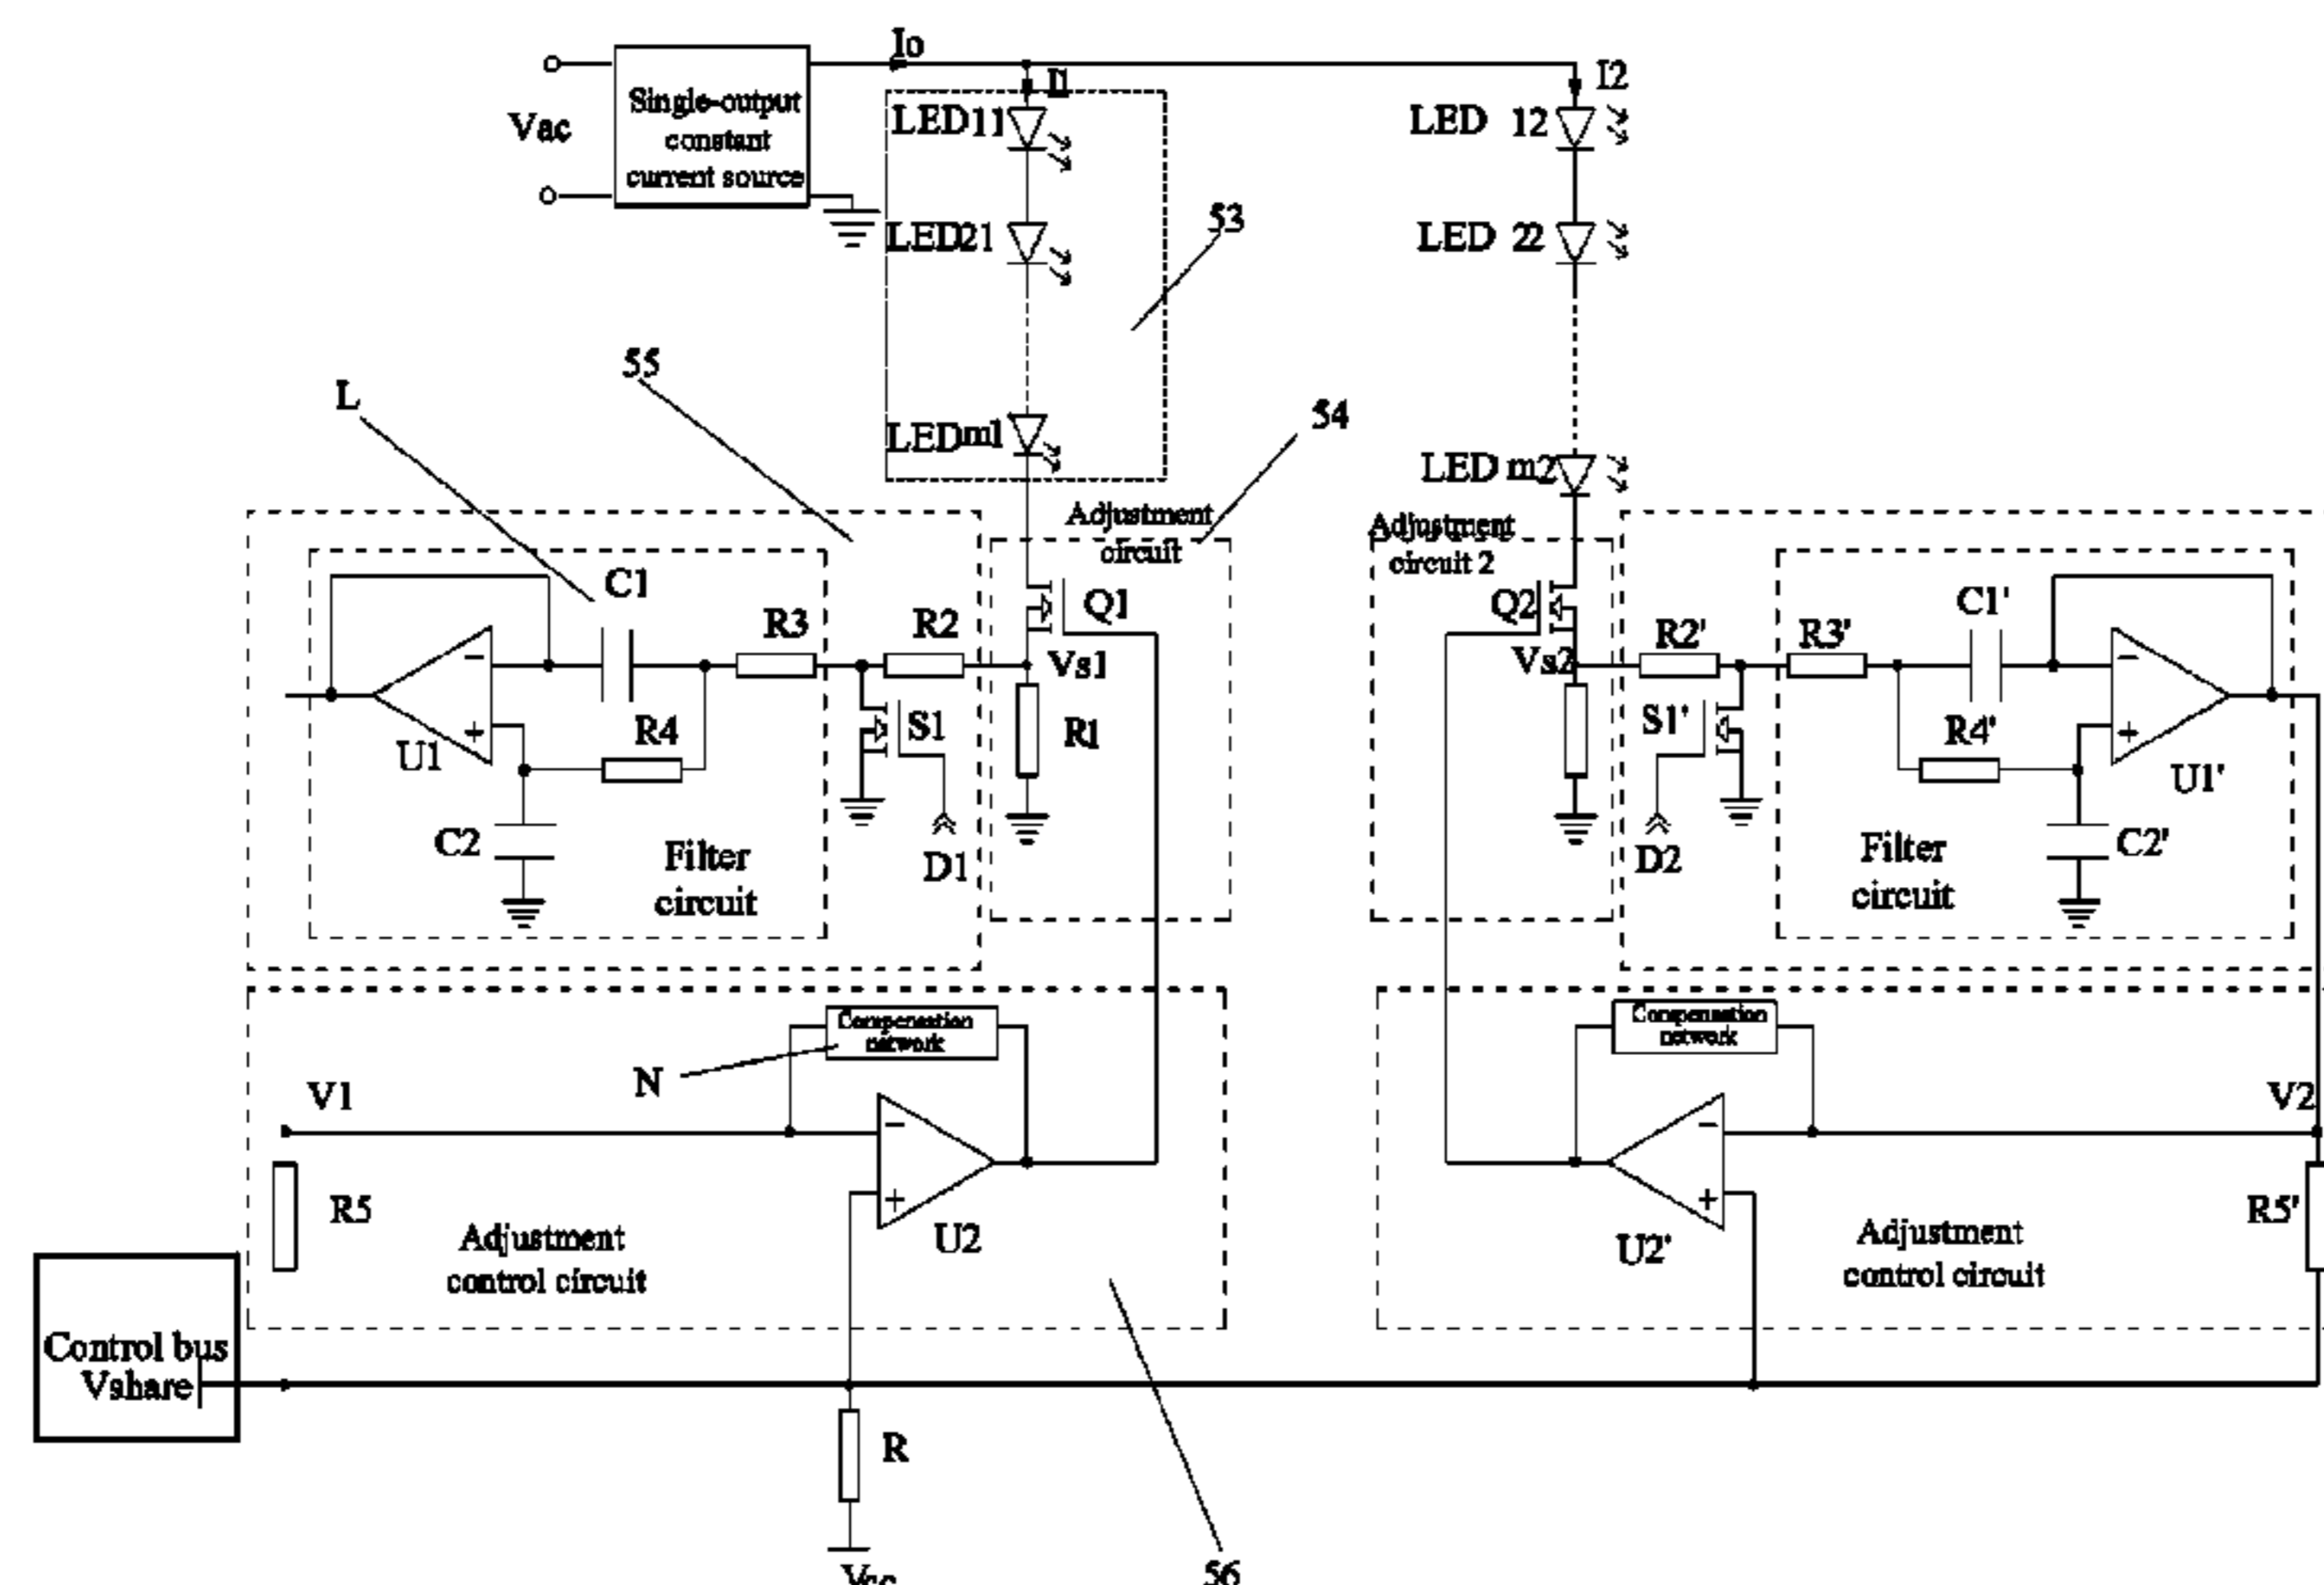 Io
I1
I2
Vac
Single-output
constant
current source
LED11
LED 12
LED21
LED 22
53
55
L
54
LEDm1
LED m2
Adjustment
circuit
Adjustment
circuit 2
C1
R3
R2
Q1
Q2
R2'
R3'
C1'
Vs1
Vs2
U1
R4
S1
R1
S1'
R4'
U1'
C2
Filter
circuit
D1
D2
Filter
circuit
C2'
Compensation
network
Compensation
network
N
V1
V2
R5
U2
U2'
R5'
Adjustment
control circuit
Adjustment
control circuit
Control bus
Vshare
R
Vcc
56